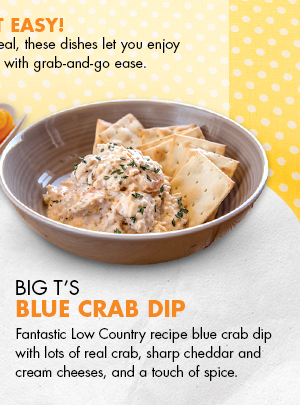 T EASY!
eal, these dishes let you enjoy
with grab-and-go ease.
BIG T'S
BLUE CRAB DIP
Fantastic Low Country recipe blue crab dip
with lots of real crab, sharp cheddar and
cream cheeses, and a touch of spice.